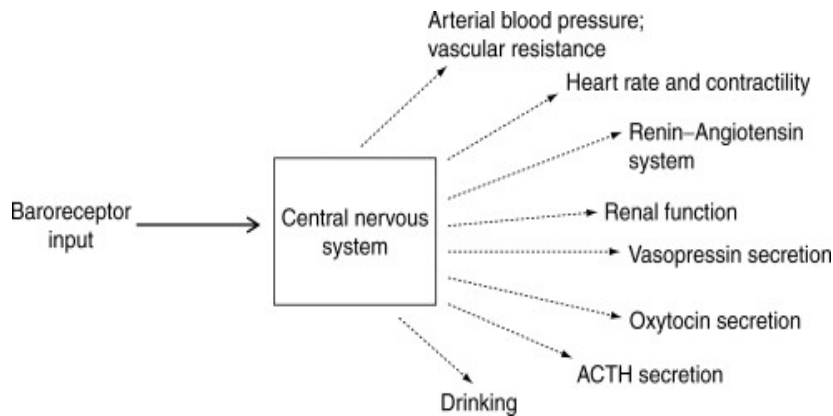 Arterial blood pressure;
vascular resistance
Heart rate and contractility
Renin–Angiotensin
system
Baroreceptor
input
Central nervous
system
Renal function
Vasopressin secretion
Oxytocin secretion
ACTH secretion
Drinking